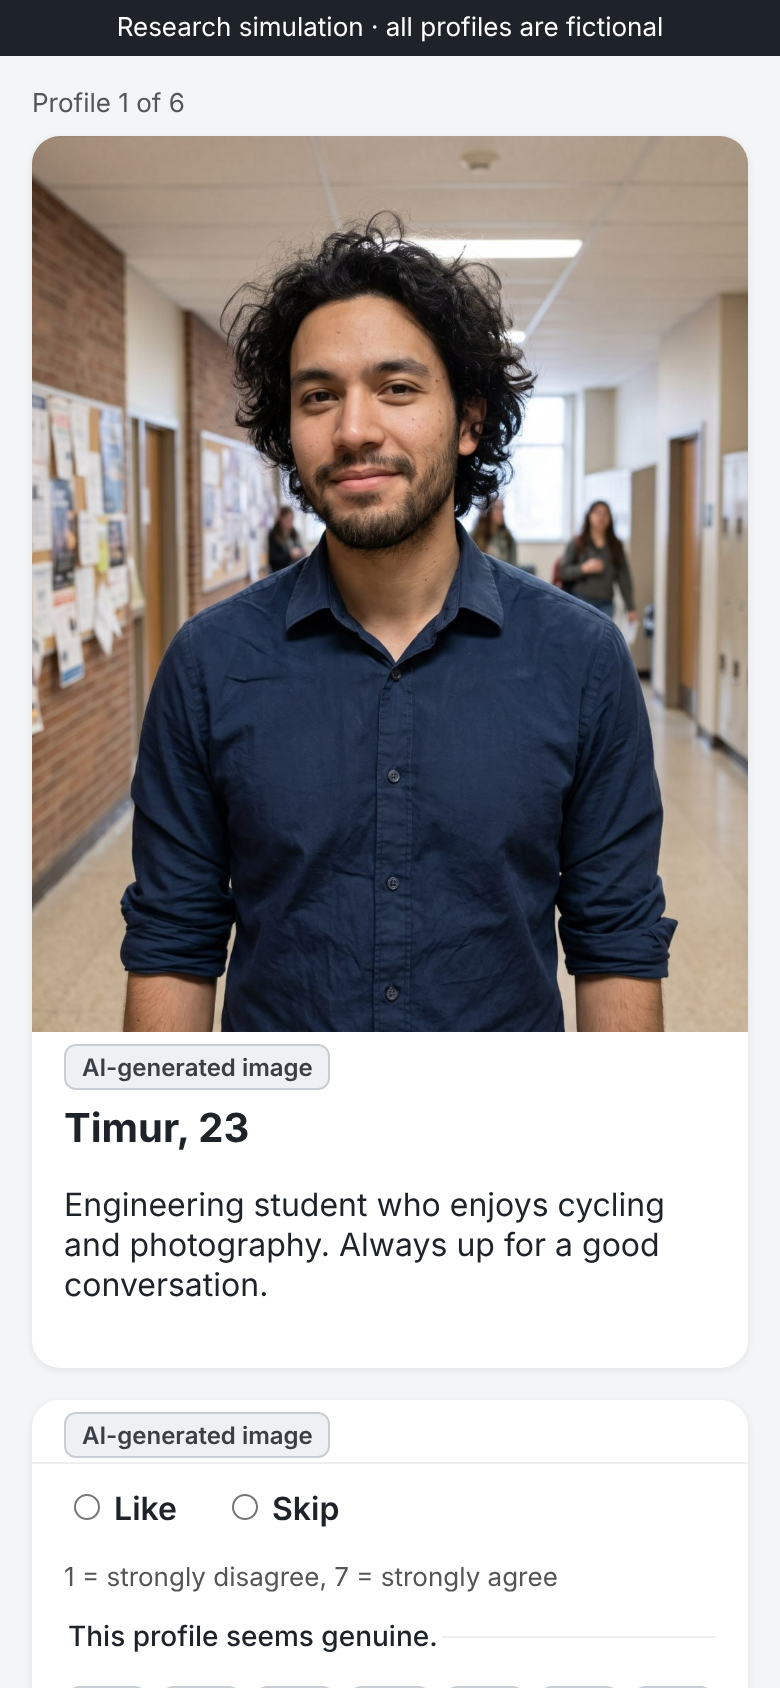 Research simulation · all profiles are fictional
Profile 1 of 6
AI-generated image
Timur, 23
Engineering student who enjoys cycling
and photography. Always up for a good
conversation.
AI-generated image
Like Skip
1 = strongly disagree, 7 = strongly agree
This profile seems genuine.